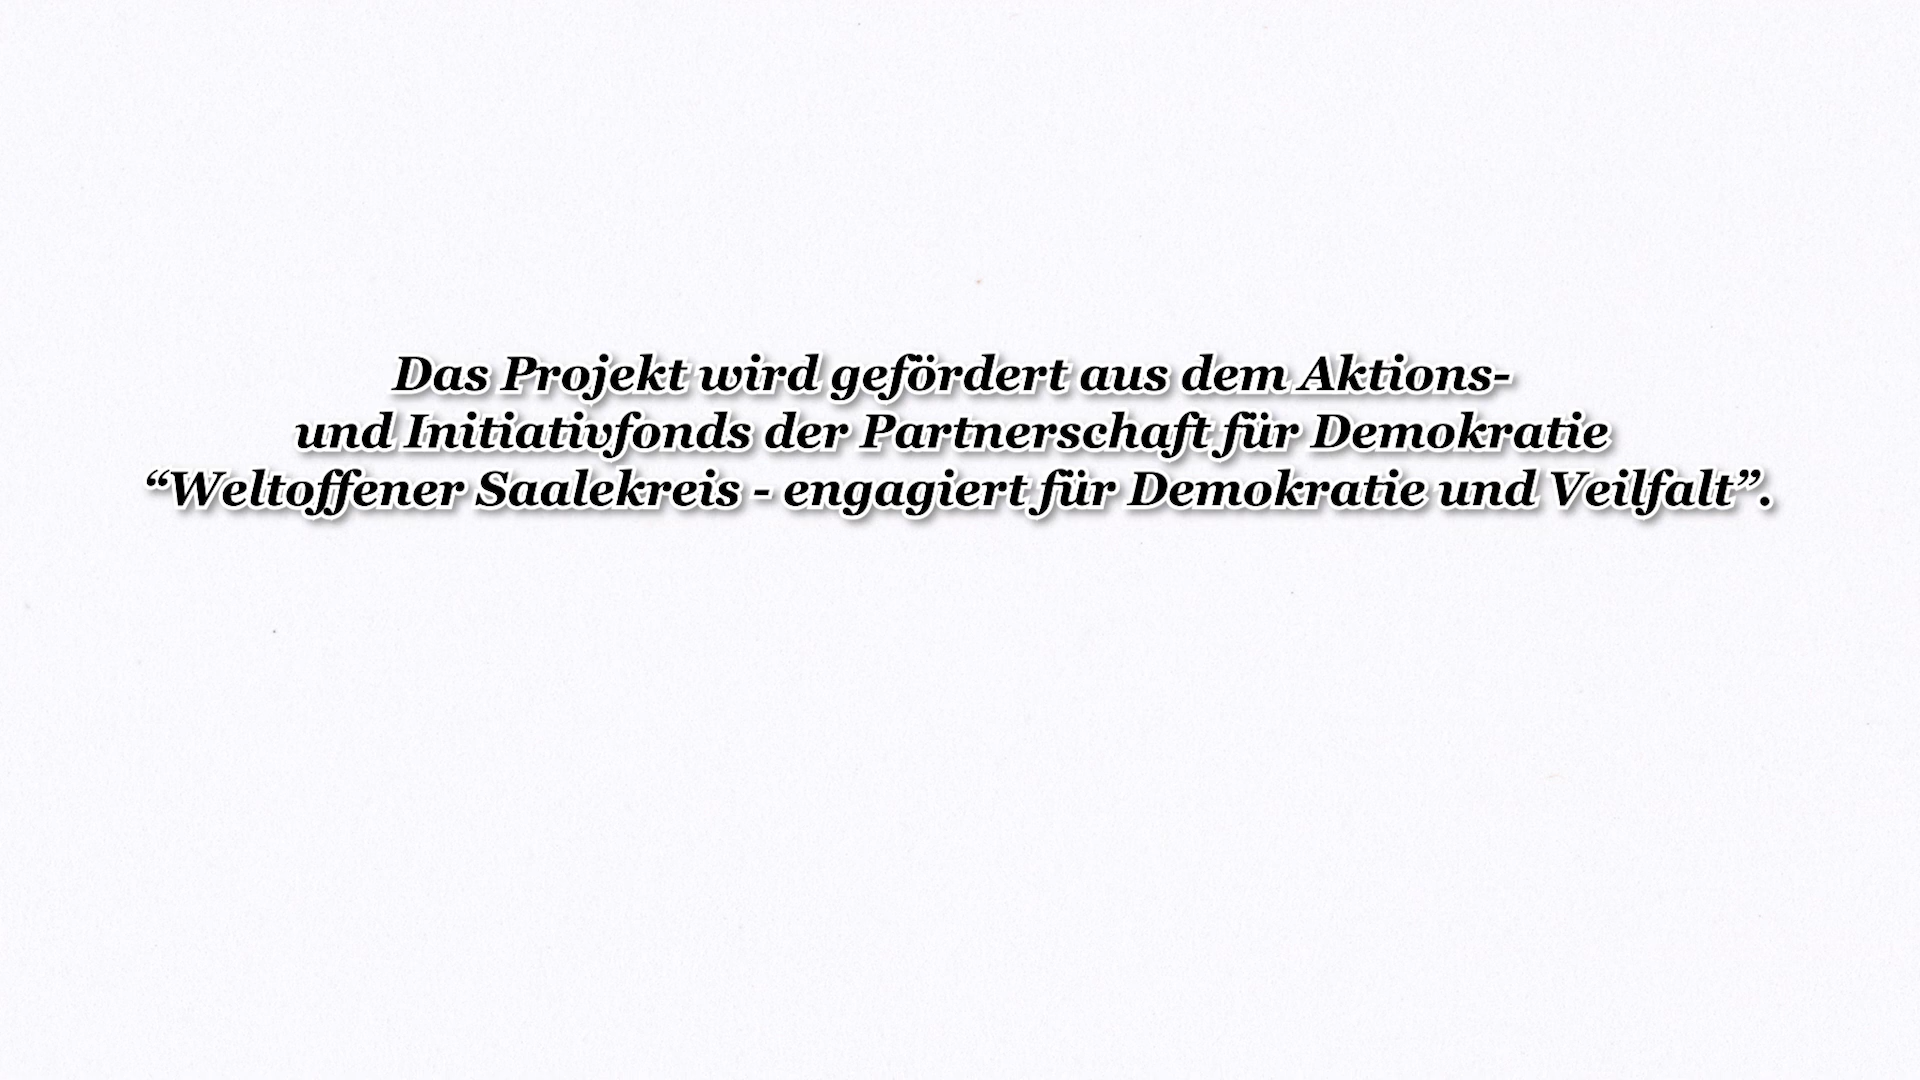 Das Projekt wird gefördert aus dem Aktions-
und Initiativfonds der Partnerschaft für Demokratie
“Weltoffener Saalekreis - engagiert für Demokratie und Veilfalt”.